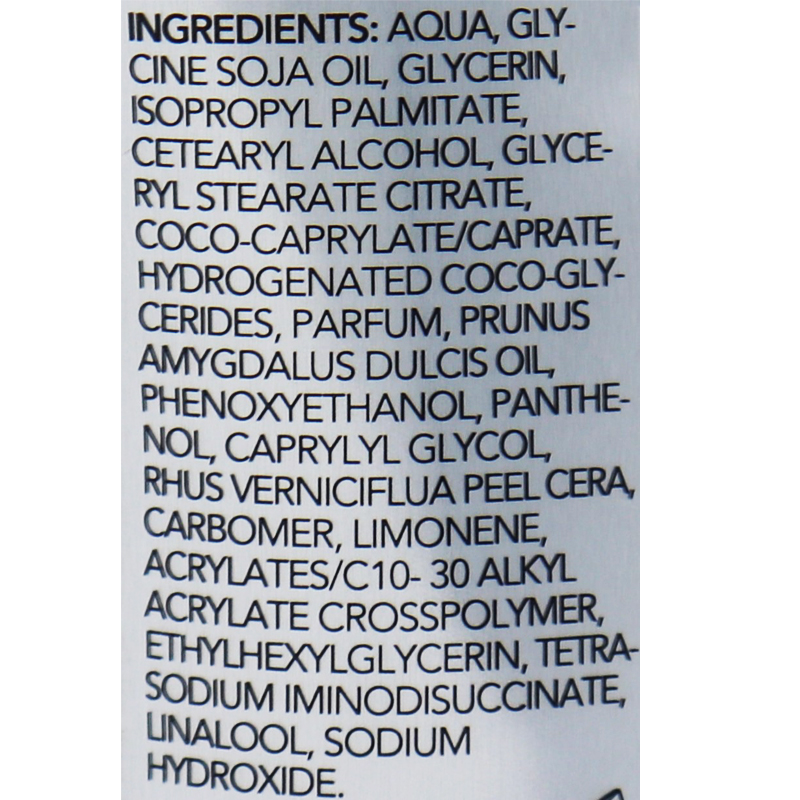 INGREDIENTS: AQUA, GLY-
CINE SOJA OIL, GLYCERIN,
ISOPROPYL PALMITATE,
CETEARYL ALCOHOL, GLYCE-
RYL STEARATE CITRATE,
COCO-CAPRYLATE/CAPRATE,
HYDROGENATED COCO-GLY-
CERIDES, PARFUM, PRUNUS
AMYGDALUS DULCIS OIL,
PHENOXYETHANOL, PANTHE-
NOL, CAPRYLYL GLYCOL,
RHUS VERNICIFLUA PEEL CERA,
CARBOMER, LIMONENE,
ACRYLATES/C10- 30 ALKYL
ACRYLATE CROSSPOLYMER,
ETHYLHEXYLGLYCERIN, TETRA-
SODIUM IMINODISUCCINATE,
LINALOOL, SODIUM
HYDROXIDE.